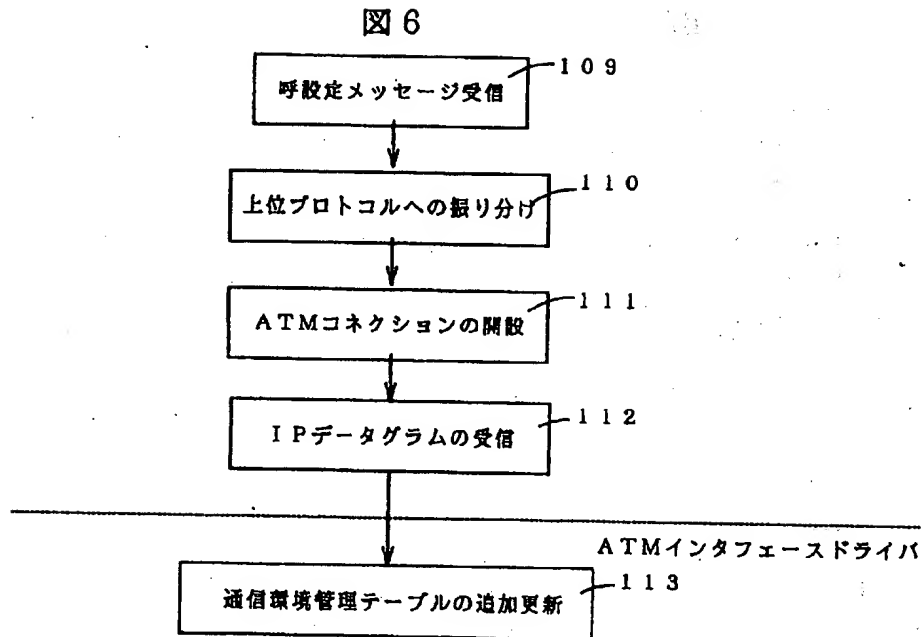 図6
109
呼設定メッセージ受信
110
上位プロトコルへの振り分け
111
ATMコネクションの開設
112
IPデータグラムの受信
ATMインタフェースドライバ
113
通信環境管理テーブルの追加更新